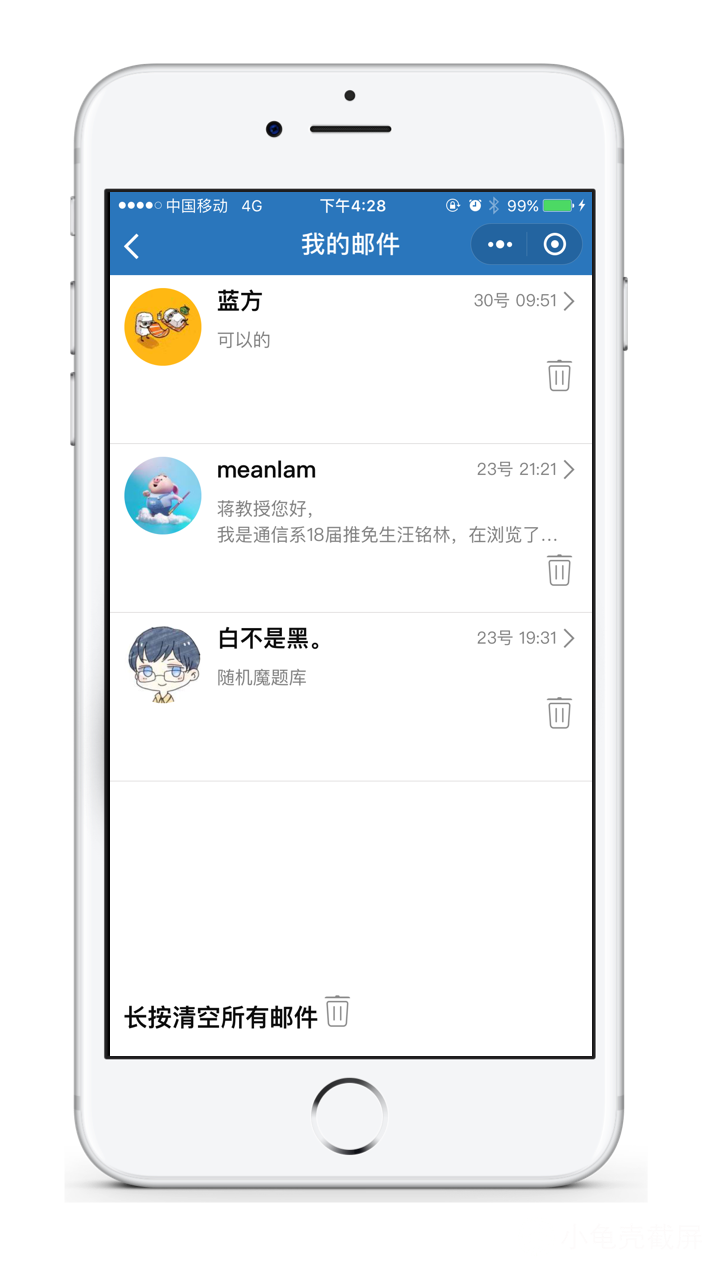 中国移动 4G 下午4:28 99%
我的邮件
蓝方 30号 09:51
可以的
meanlam 23号 21:21
蒋教授您好,
我是通信系18届推免生汪铭林，在浏览了...
白不是黑。 23号 19:31
随机魔题库
长按清空所有邮件